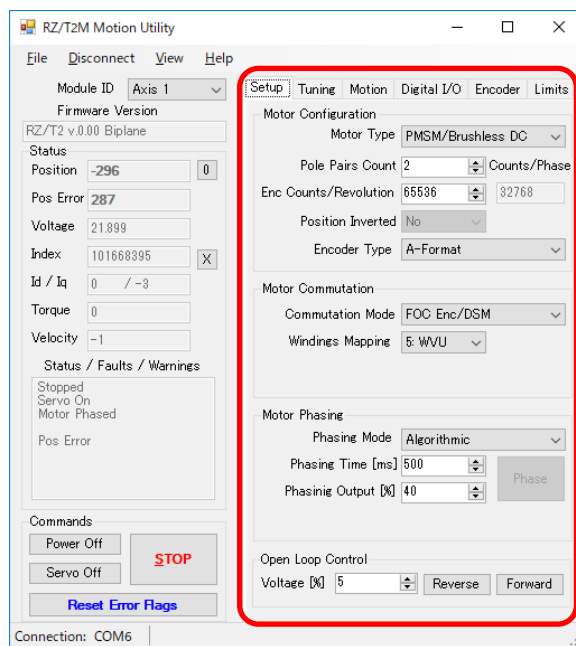 RZ/T2M Motion Utility
File Disconnect View Help
Module ID Axis 1
Firmware Version
RZ/T2 v.0.00 Biplane
Status
Position -296 0
Pos Error 287
Voltage 21.899
Index 101668395 X
Id / Iq 0 / -3
Torque 0
Velocity -1
Status / Faults / Warnings
Stopped
Servo On
Motor Phased
Pos Error
Commands
Power Off
Servo Off
STOP
Reset Error Flags
Setup Tuning Motion Digital I/O Encoder Limits
Motor Configuration
Motor Type PMSM/Brushless DC
Pole Pairs Count 2 Counts/Phase
Enc Counts/Revolution 65536 32768
Position Inverted No
Encoder Type A-Format
Motor Commutation
Commutation Mode FOC Enc/DSM
Windings Mapping 5: WVU
Motor Phasing
Phasing Mode Algorithmic
Phasing Time [ms] 500
Phasinig Output [%] 40
Phase
Open Loop Control
Voltage [%] 5 Reverse Forward
Connection: COM6